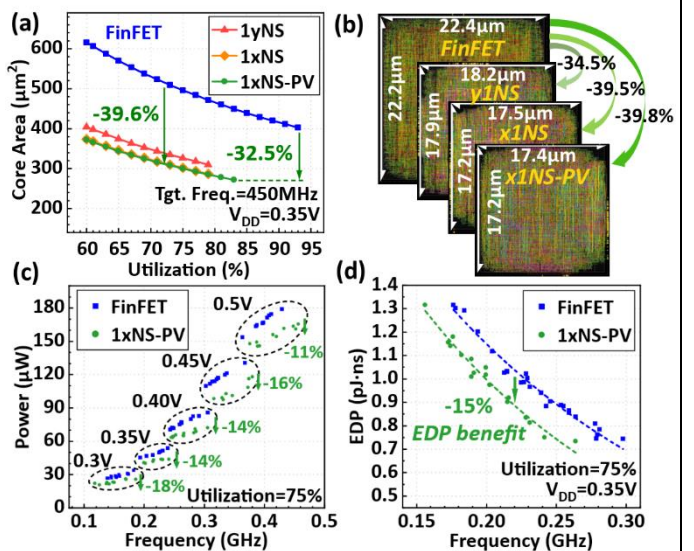 (a)
FinFET
1yNS
1xNS
1xNS-PV
-39.6%
-32.5%
Tgt. Freq.=450MHz
VDD=0.35V
Core Area (μm²)
600
500
400
300
200
60 65 70 75 80 85 90 95
Utilization (%)
(b)
22.4μm
FinFET
22.2μm
18.2μm
y1NS
17.9μm
17.5μm
x1NS
17.2μm
17.4μm
x1NS-PV
17.2μm
-34.5%
-39.5%
-39.8%
(c)
FinFET
1xNS-PV
0.5V
-11%
0.45V
-16%
0.40V
-14%
0.35V
-14%
0.3V
-18%
Utilization=75%
Power (μW)
180
150
120
90
60
30
0
0.1 0.2 0.3 0.4 0.5
Frequency (GHz)
(d)
FinFET
1xNS-PV
-15%
EDP benefit
Utilization=75%
VDD=0.35V
EDP (pJ·ns)
1.3
1.2
1.1
1.0
0.9
0.8
0.7
0.6
0.5
0.15 0.20 0.25 0.30
Frequency (GHz)